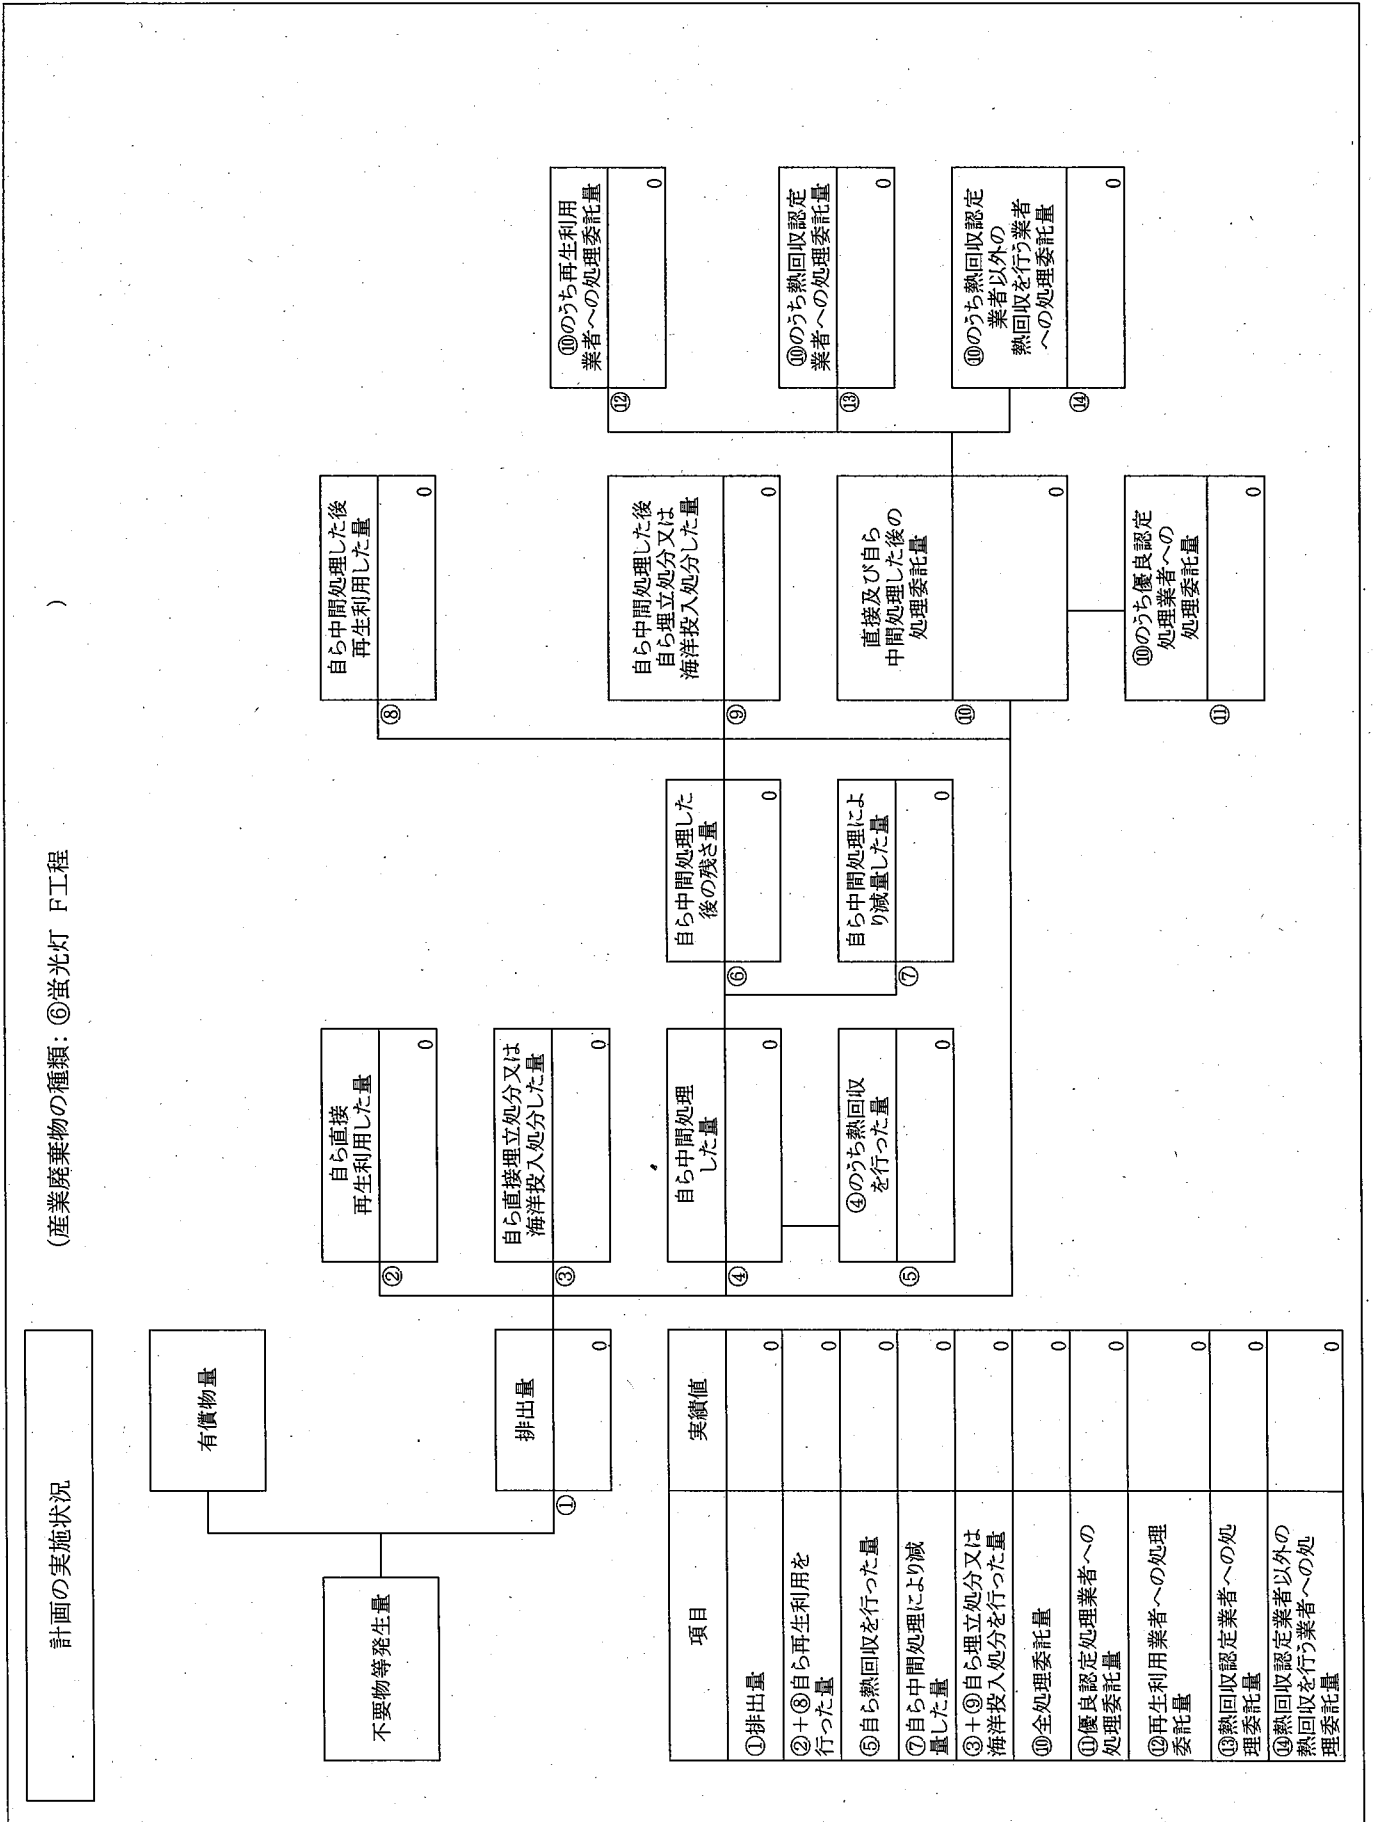 計画の実施状況
(産業廃棄物の種類：⑥蛍光灯 F工程 )
不要物等発生量
有償物量
①
排出量
0
②
自ら直接
再生利用した量
0
③
自ら直接埋立処分又は
海洋投入処分した量
0
④
自ら中間処理
した量
0
⑤
④のうち熱回収
を行った量
0
⑥
自ら中間処理した
後の残さ量
0
⑦
自ら中間処理によ
り減量した量
0
⑧
自ら中間処理した後
再生利用した量
0
⑨
自ら中間処理した後
自ら埋立処分又は
海洋投入処分した量
0
⑩
直接及び自ら
中間処理した後の
処理委託量
0
⑪
⑩のうち優良認定
処理業者への
処理委託量
0
⑫
⑩のうち再生利用
業者への処理委託量
0
⑬
⑩のうち熱回収認定
業者への処理委託量
0
⑭
⑩のうち熱回収認定
業者以外の
熱回収を行う業者
への処理委託量
0
項目 実績値
①排出量 0
②+⑧自ら再生利用を
行った量 0
⑤自ら熱回収を行った量 0
⑦自ら中間処理により減
量した量 0
③+⑨自ら埋立処分又は
海洋投入処分を行った量 0
⑩全処理委託量 0
⑪優良認定処理業者への
処理委託量 0
⑫再生利用業者への処理
委託量 0
⑬熱回収認定業者への処
理委託量 0
⑭熱回収認定業者以外の
熱回収を行う業者への処
理委託量 0